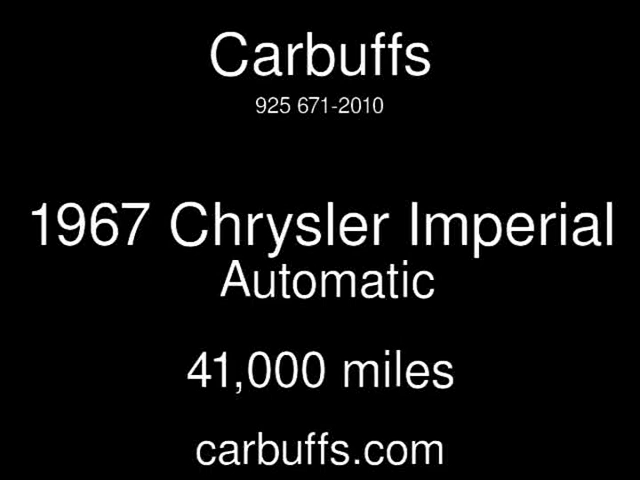 Carbuffs
925 671-2010
1967 Chrysler Imperial
Automatic
41,000 miles
carbuffs.com